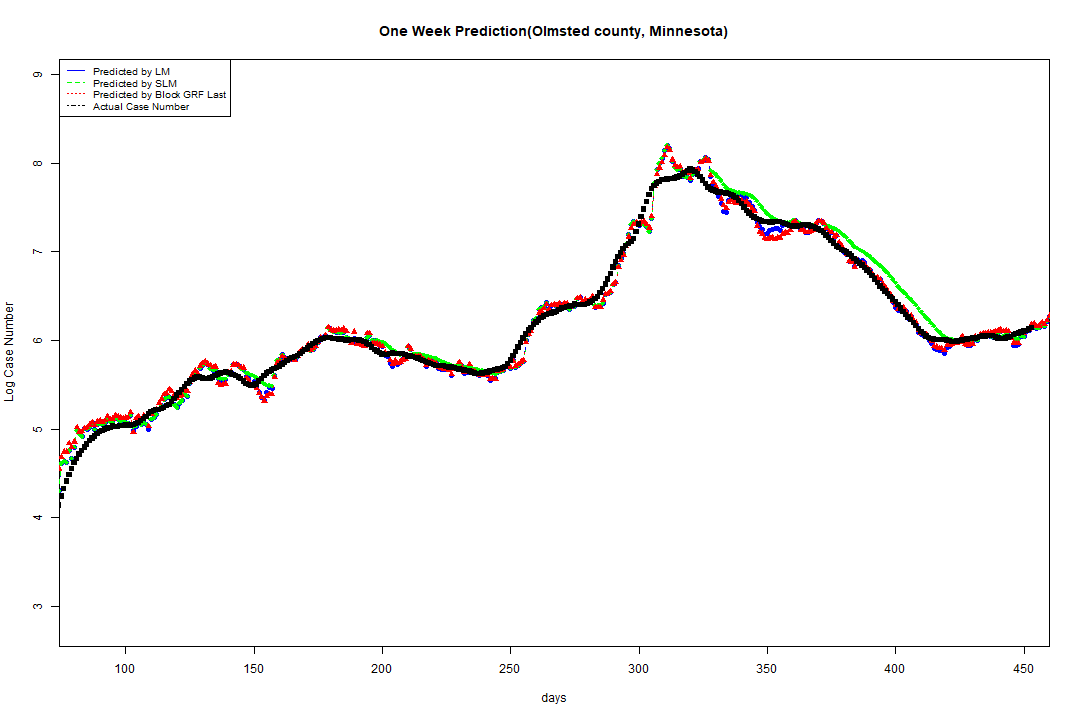 One Week Prediction(Olmsted county, Minnesota)
Predicted by LM
Predicted by SLM
Predicted by Block GRF Last
Actual Case Number
9
8
7
6
5
4
3
Log Case Number
100 150 200 250 300 350 400 450
days